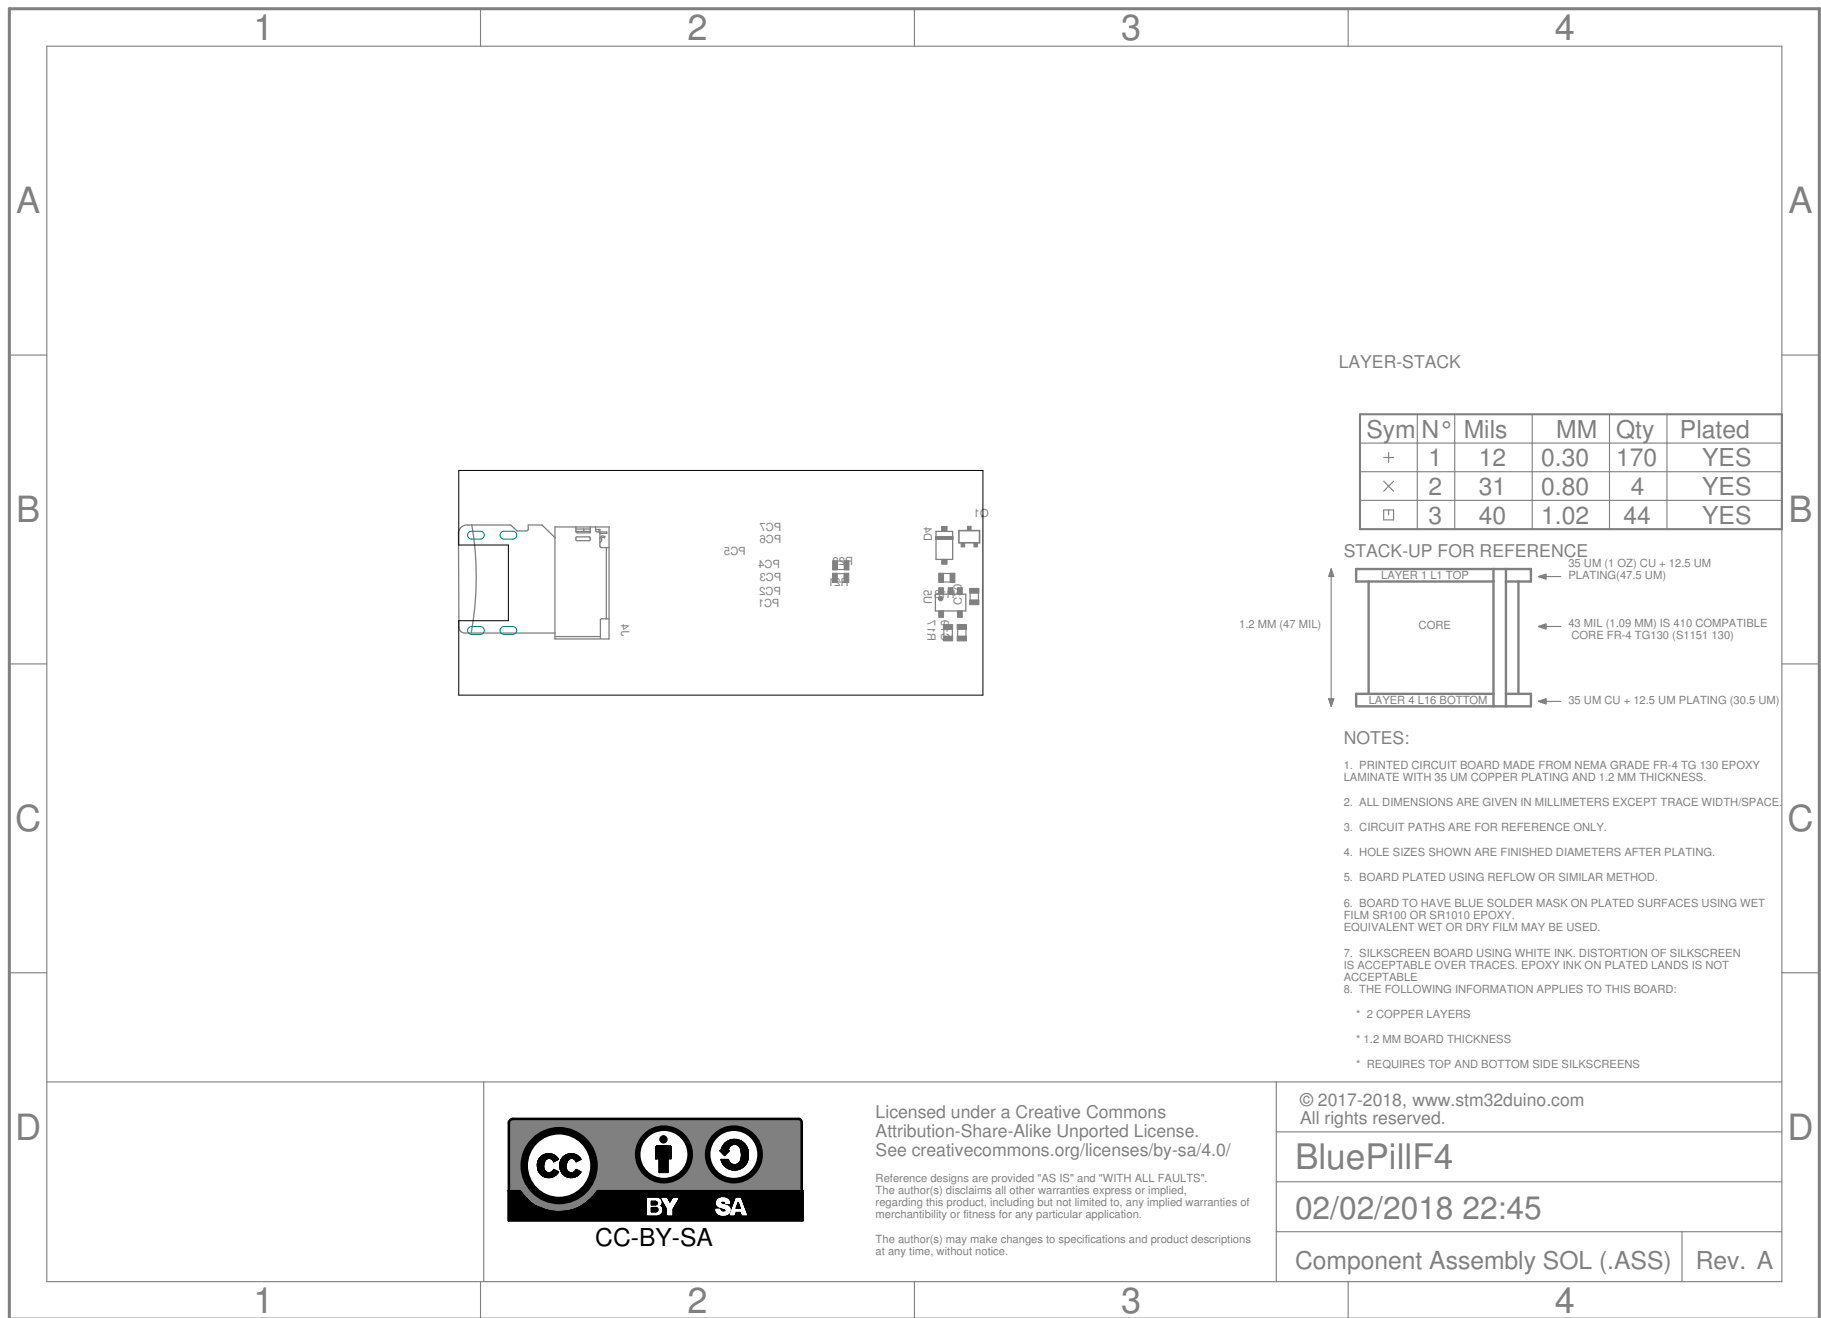 1 2 3 4
A A
LAYER-STACK
Sym N° Mils MM Qty Plated
+ 1 12 0.30 170 YES
× 2 31 0.80 4 YES
3 40 1.02 44 YES
B B
PC7
PC6
PC5
PC4
PC3
PC2
PC1
J4
D4
Q1
U5
R17
STACK-UP FOR REFERENCE
35 UM (1 OZ) CU + 12.5 UM
PLATING(47.5 UM)
LAYER 1 L1 TOP
1.2 MM (47 MIL)
CORE
43 MIL (1.09 MM) IS 410 COMPATIBLE
CORE FR-4 TG130 (S1151 130)
LAYER 4 L16 BOTTOM
35 UM CU + 12.5 UM PLATING (30.5 UM)
NOTES:
1. PRINTED CIRCUIT BOARD MADE FROM NEMA GRADE FR-4 TG 130 EPOXY
LAMINATE WITH 35 UM COPPER PLATING AND 1.2 MM THICKNESS.
2. ALL DIMENSIONS ARE GIVEN IN MILLIMETERS EXCEPT TRACE WIDTH/SPACE.
C C
3. CIRCUIT PATHS ARE FOR REFERENCE ONLY.
4. HOLE SIZES SHOWN ARE FINISHED DIAMETERS AFTER PLATING.
5. BOARD PLATED USING REFLOW OR SIMILAR METHOD.
6. BOARD TO HAVE BLUE SOLDER MASK ON PLATED SURFACES USING WET
FILM SR100 OR SR1010 EPOXY.
EQUIVALENT WET OR DRY FILM MAY BE USED.
7. SILKSCREEN BOARD USING WHITE INK. DISTORTION OF SILKSCREEN
IS ACCEPTABLE OVER TRACES. EPOXY INK ON PLATED LANDS IS NOT
ACCEPTABLE
8. THE FOLLOWING INFORMATION APPLIES TO THIS BOARD:
* 2 COPPER LAYERS
* 1.2 MM BOARD THICKNESS
* REQUIRES TOP AND BOTTOM SIDE SILKSCREENS
D D
cc
BY SA
CC-BY-SA
Licensed under a Creative Commons
Attribution-Share-Alike Unported License.
See creativecommons.org/licenses/by-sa/4.0/
Reference designs are provided "AS IS" and "WITH ALL FAULTS".
The author(s) disclaims all other warranties express or implied,
regarding this product, including but not limited to, any implied warranties of
merchantibility or fitness for any particular application.
The author(s) may make changes to specifications and product descriptions
at any time, without notice.
© 2017-2018, www.stm32duino.com
All rights reserved.
BluePillF4
02/02/2018 22:45
Component Assembly SOL (.ASS) Rev. A
1 2 3 4